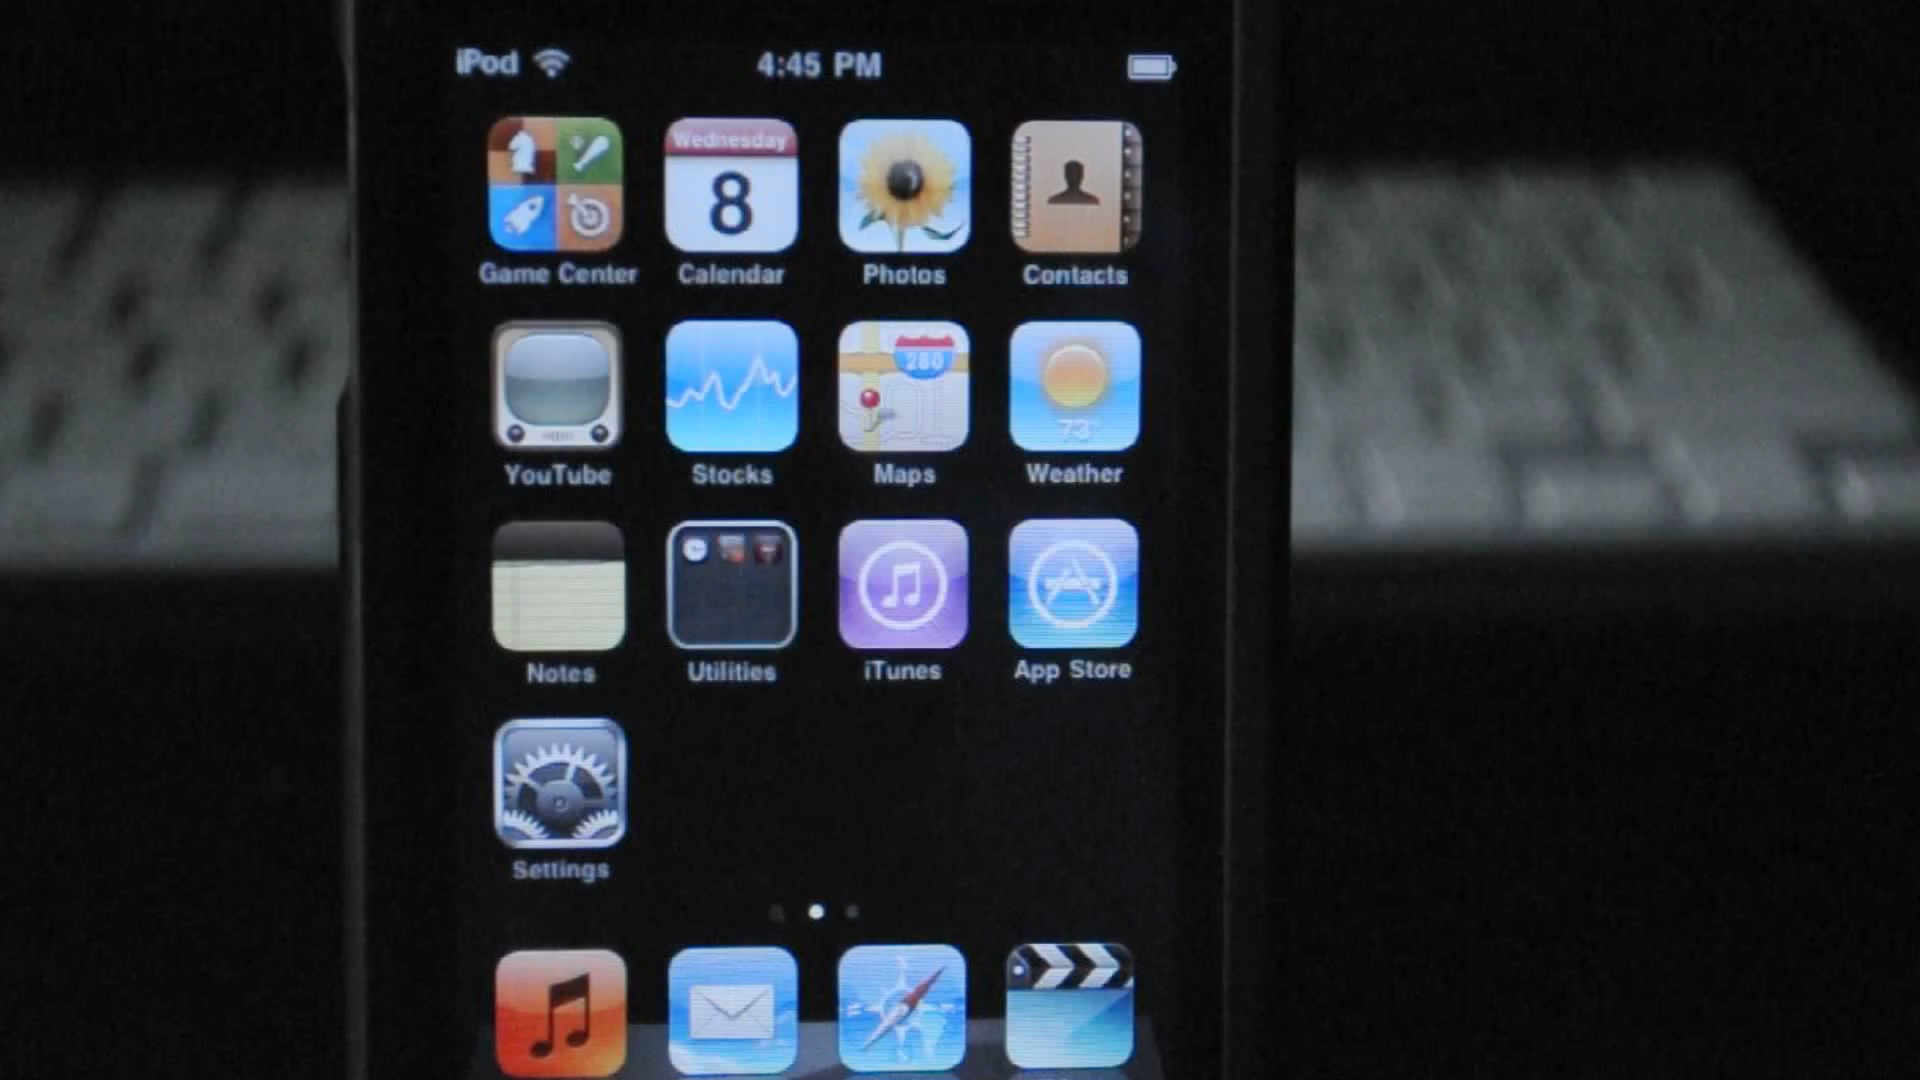 iPod 4:45 PM
Wednesday
8
Game Center Calendar Photos Contacts
280
73°
YouTube Stocks Maps Weather
Notes Utilities iTunes App Store
Settings